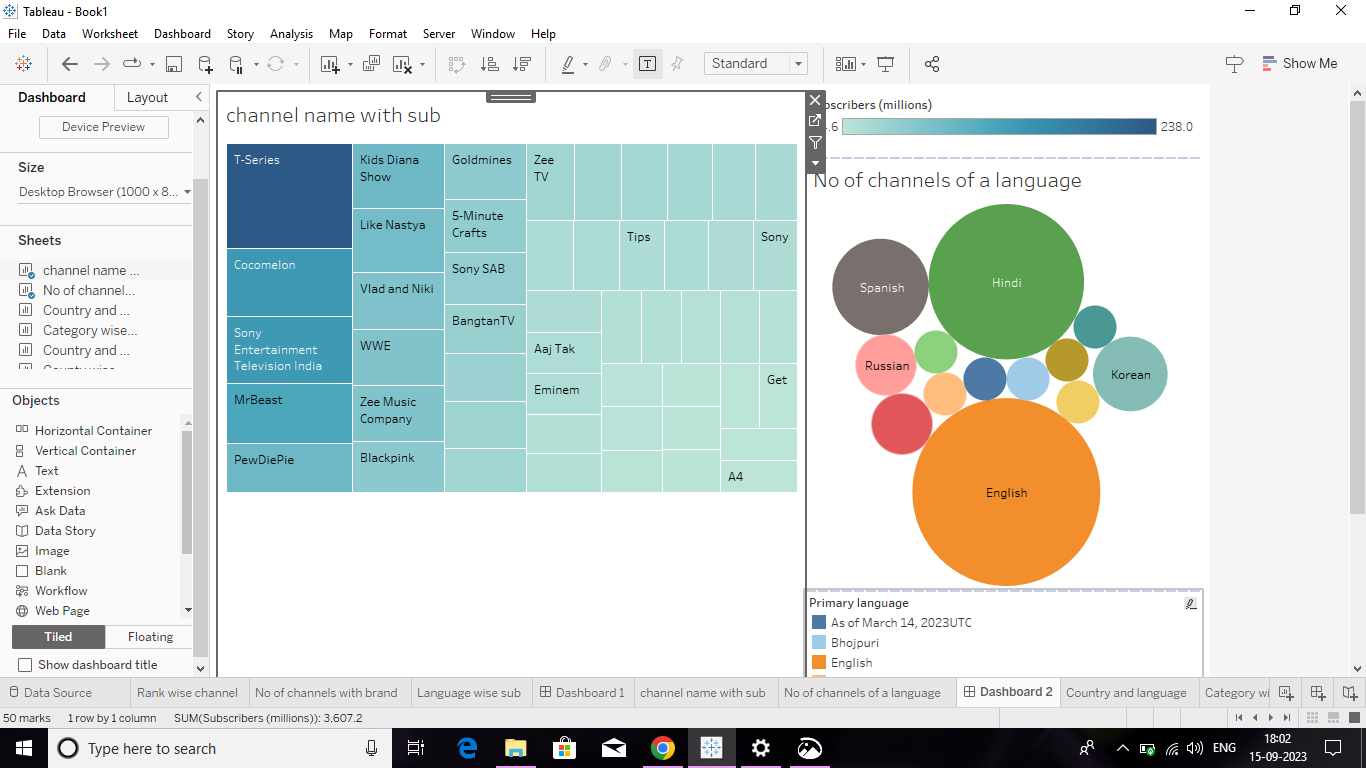 Tableau - Book1
File Data Worksheet Dashboard Story Analysis Map Format Server Window Help
Standard
Show Me
Dashboard
Layout
Device Preview
Size
Desktop Browser (1000 x 8...
Sheets
channel name ...
No of channel...
Country and ...
Category wise...
Country and ...
Objects
Horizontal Container
Vertical Container
Text
Extension
Ask Data
Data Story
Image
Blank
Workflow
Web Page
Tiled
Floating
Show dashboard title
channel name with sub
T-Series
Cocomelon
Sony
Entertainment
Television India
MrBeast
PewDiePie
Kids Diana
Show
Like Nastya
Vlad and Niki
WWE
Zee Music
Company
Blackpink
Goldmines
5-Minute
Crafts
Sony SAB
BangtanTV
Zee
TV
Tips
Sony
Aaj Tak
Eminem
Get
A4
(millions)
.6
238.0
No of channels of a language
Spanish
Hindi
Russian
Korean
English
Primary language
As of March 14, 2023UTC
Bhojpuri
English
Data Source
Rank wise channel
No of channels with brand
Language wise sub
Dashboard 1
channel name with sub
No of channels of a language
Dashboard 2
Country and language
Category wi
50 marks 1 row by 1 column SUM(Subscribers (millions)): 3,607.2
Type here to search
ENG
18:02
15-09-2023